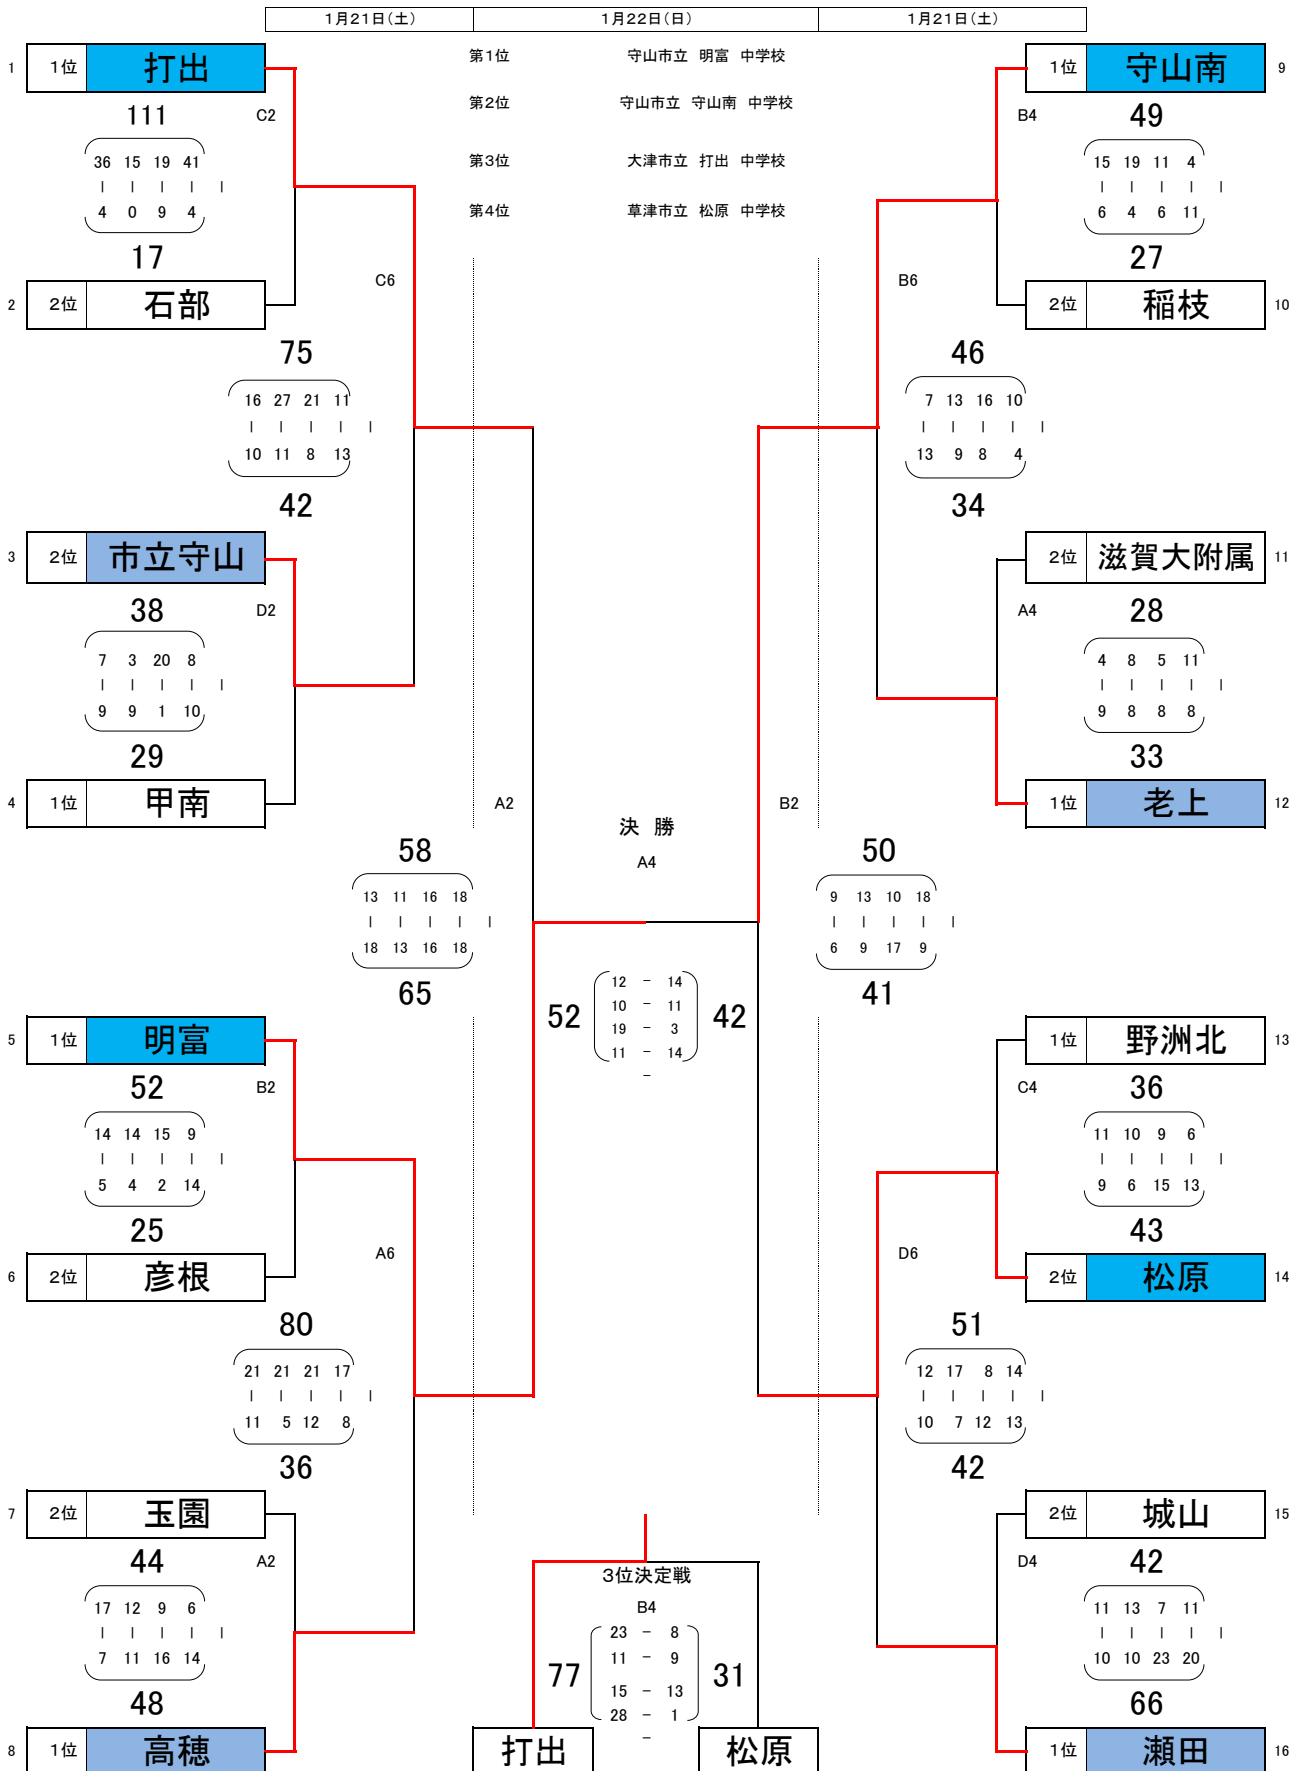 1月21日(土) 1月22日(日) 1月21日(土)
第1位 守山市立 明富 中学校
第2位 守山市立 守山南 中学校
第3位 大津市立 打出 中学校
第4位 草津市立 松原 中学校
1 1位 打出
111 C2
36 15 19 41
4 0 9 4
17
2 2位 石部
C6
75
16 27 21 11
10 11 8 13
42
3 2位 市立守山
38 D2
7 3 20 8
9 9 1 10
29
4 1位 甲南
A2
58
13 11 16 18
18 13 16 18
65
5 1位 明富
52 B2
14 14 15 9
5 4 2 14
25
6 2位 彦根
A6
80
21 21 21 17
11 5 12 8
36
7 2位 玉園
44 A2
17 12 9 6
7 11 16 14
48
8 1位 高穂
決 勝
A4
52 42
12 - 14
10 - 11
19 - 3
11 - 14
-
3位決定戦
B4
77 31
23 - 8
11 - 9
15 - 13
28 - 1
-
打出 松原
1位 守山南 9
B4 49
15 19 11 4
6 4 6 11
27
2位 稲枝 10
B6
46
7 13 16 10
13 9 8 4
34
2位 滋賀大附属 11
A4 28
4 8 5 11
9 8 8 8
33
1位 老上 12
B2
50
9 13 10 18
6 9 17 9
41
1位 野洲北 13
C4 36
11 10 9 6
9 6 15 13
43
2位 松原 14
D6
51
12 17 8 14
10 7 12 13
42
2位 城山 15
D4 42
11 13 7 11
10 10 23 20
66
1位 瀬田 16